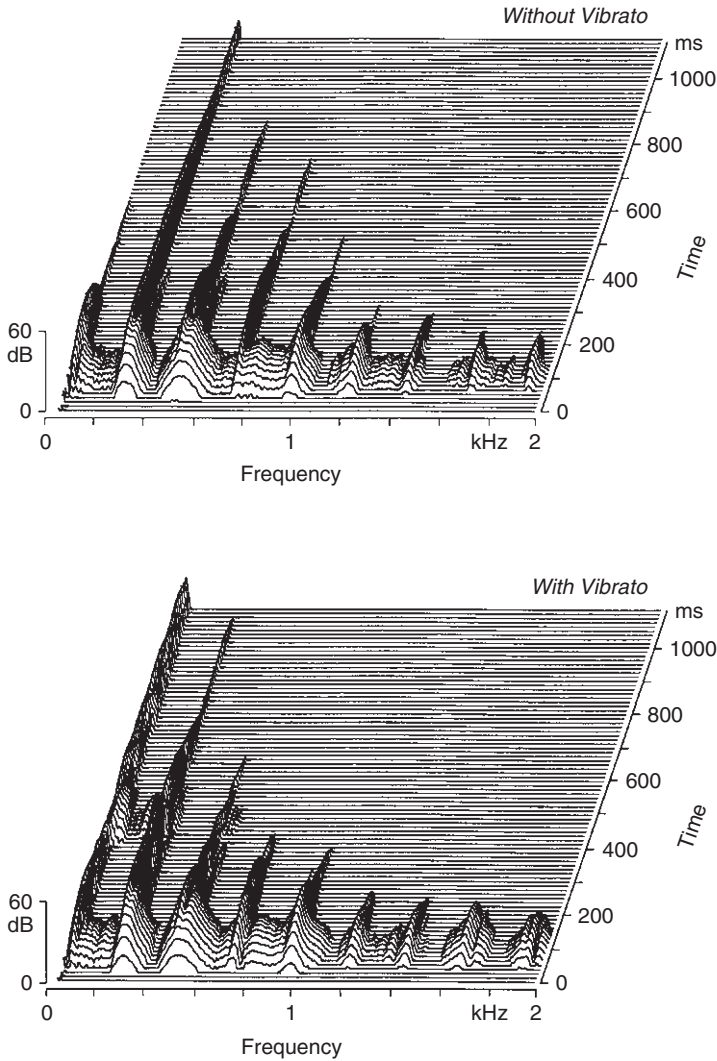 Without Vibrato
ms
1000
800
600
400
200
0
Time
60
dB
0
0 1 kHz 2
Frequency
With Vibrato
ms
1000
800
600
400
200
0
Time
60
dB
0
0 1 kHz 2
Frequency